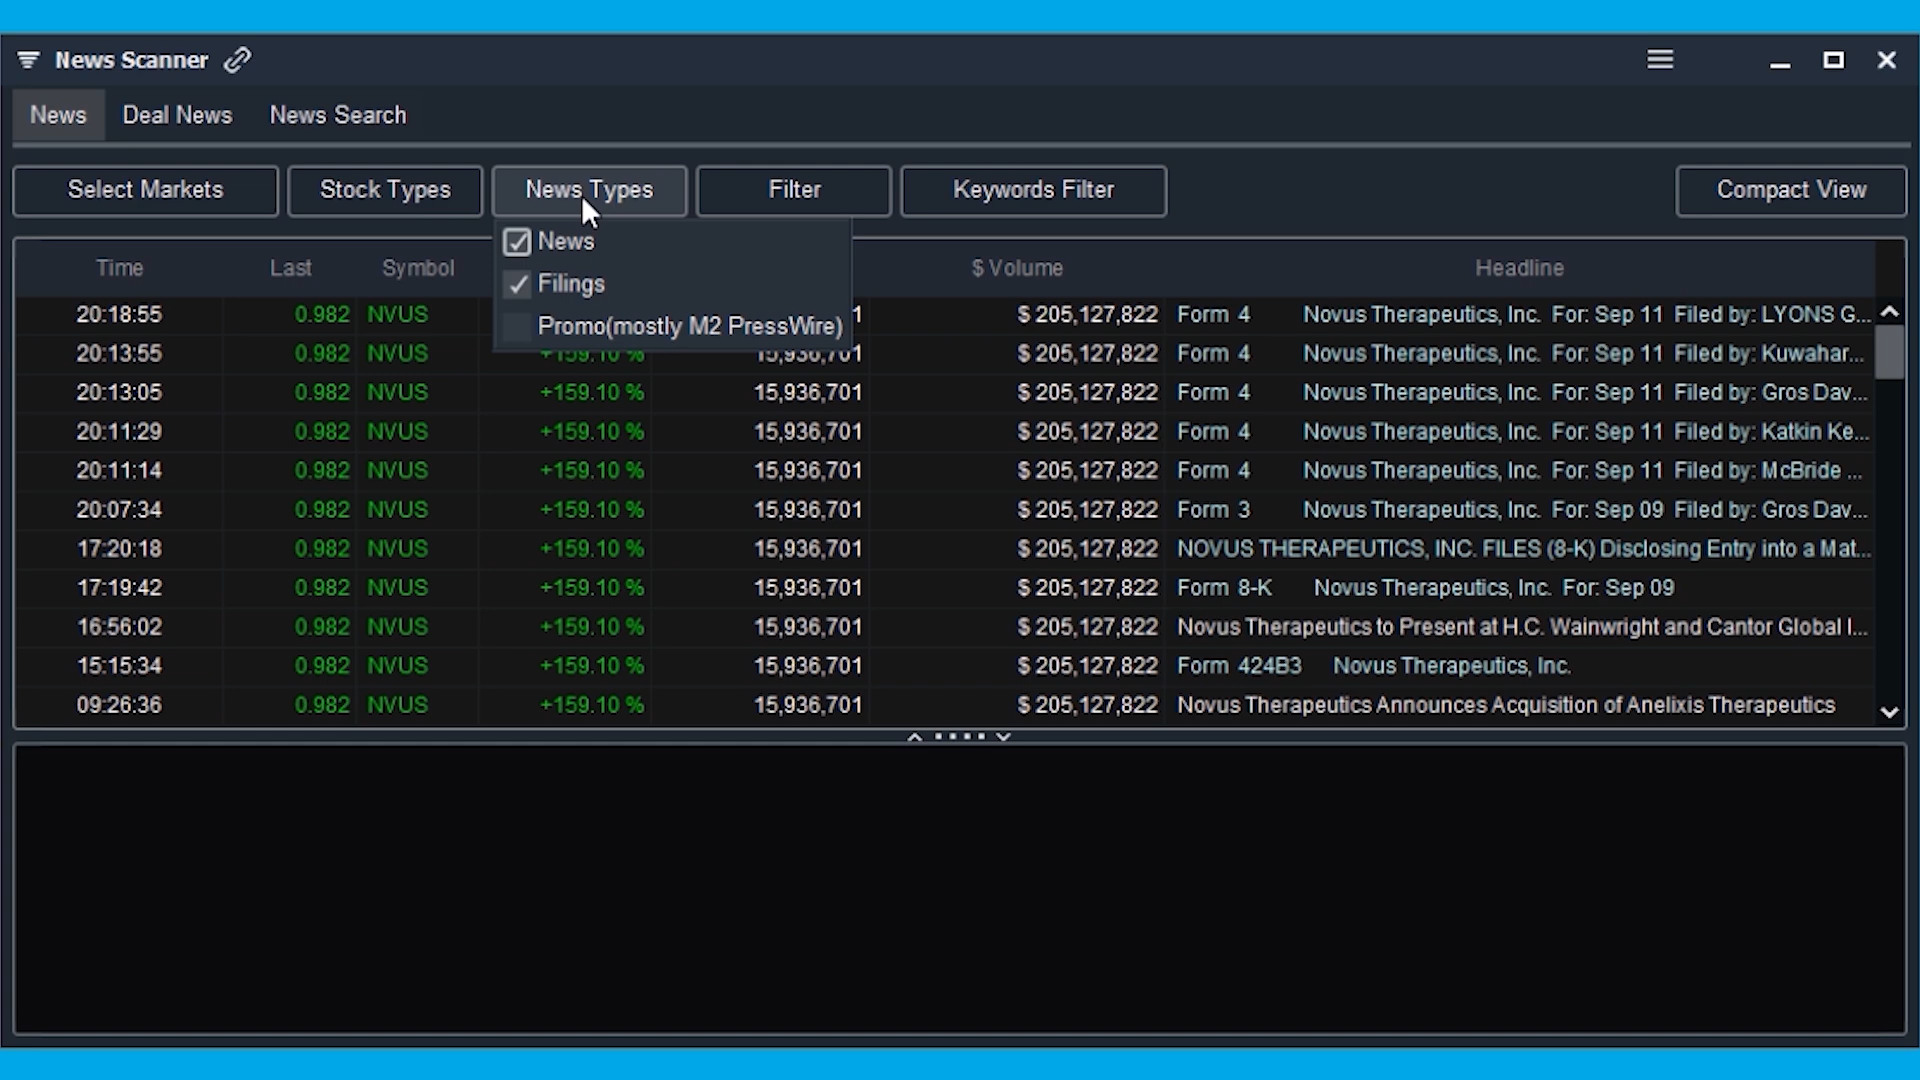 News Scanner
News Deal News News Search
Select Markets Stock Types News Types Filter Keywords Filter Compact View
News
Filings
Promo(mostly M2 PressWire)
Time Last Symbol $ Volume Headline
20:18:55 0.982 NVUS 1 $ 205,127,822 Form 4 Novus Therapeutics, Inc. For: Sep 11 Filed by: LYONS G...
20:13:55 0.982 NVUS +159.10 % 15,936,701 $ 205,127,822 Form 4 Novus Therapeutics, Inc. For: Sep 11 Filed by: Kuwahar...
20:13:05 0.982 NVUS +159.10 % 15,936,701 $ 205,127,822 Form 4 Novus Therapeutics, Inc. For: Sep 11 Filed by: Gros Dav...
20:11:29 0.982 NVUS +159.10 % 15,936,701 $ 205,127,822 Form 4 Novus Therapeutics, Inc. For: Sep 11 Filed by: Katkin Ke...
20:11:14 0.982 NVUS +159.10 % 15,936,701 $ 205,127,822 Form 4 Novus Therapeutics, Inc. For: Sep 11 Filed by: McBride ...
20:07:34 0.982 NVUS +159.10 % 15,936,701 $ 205,127,822 Form 3 Novus Therapeutics, Inc. For: Sep 09 Filed by: Gros Dav...
17:20:18 0.982 NVUS +159.10 % 15,936,701 $ 205,127,822 NOVUS THERAPEUTICS, INC. FILES (8-K) Disclosing Entry into a Mat...
17:19:42 0.982 NVUS +159.10 % 15,936,701 $ 205,127,822 Form 8-K Novus Therapeutics, Inc. For: Sep 09
16:56:02 0.982 NVUS +159.10 % 15,936,701 $ 205,127,822 Novus Therapeutics to Present at H.C. Wainwright and Cantor Global I...
15:15:34 0.982 NVUS +159.10 % 15,936,701 $ 205,127,822 Form 424B3 Novus Therapeutics, Inc.
09:26:36 0.982 NVUS +159.10 % 15,936,701 $ 205,127,822 Novus Therapeutics Announces Acquisition of Anelixis Therapeutics